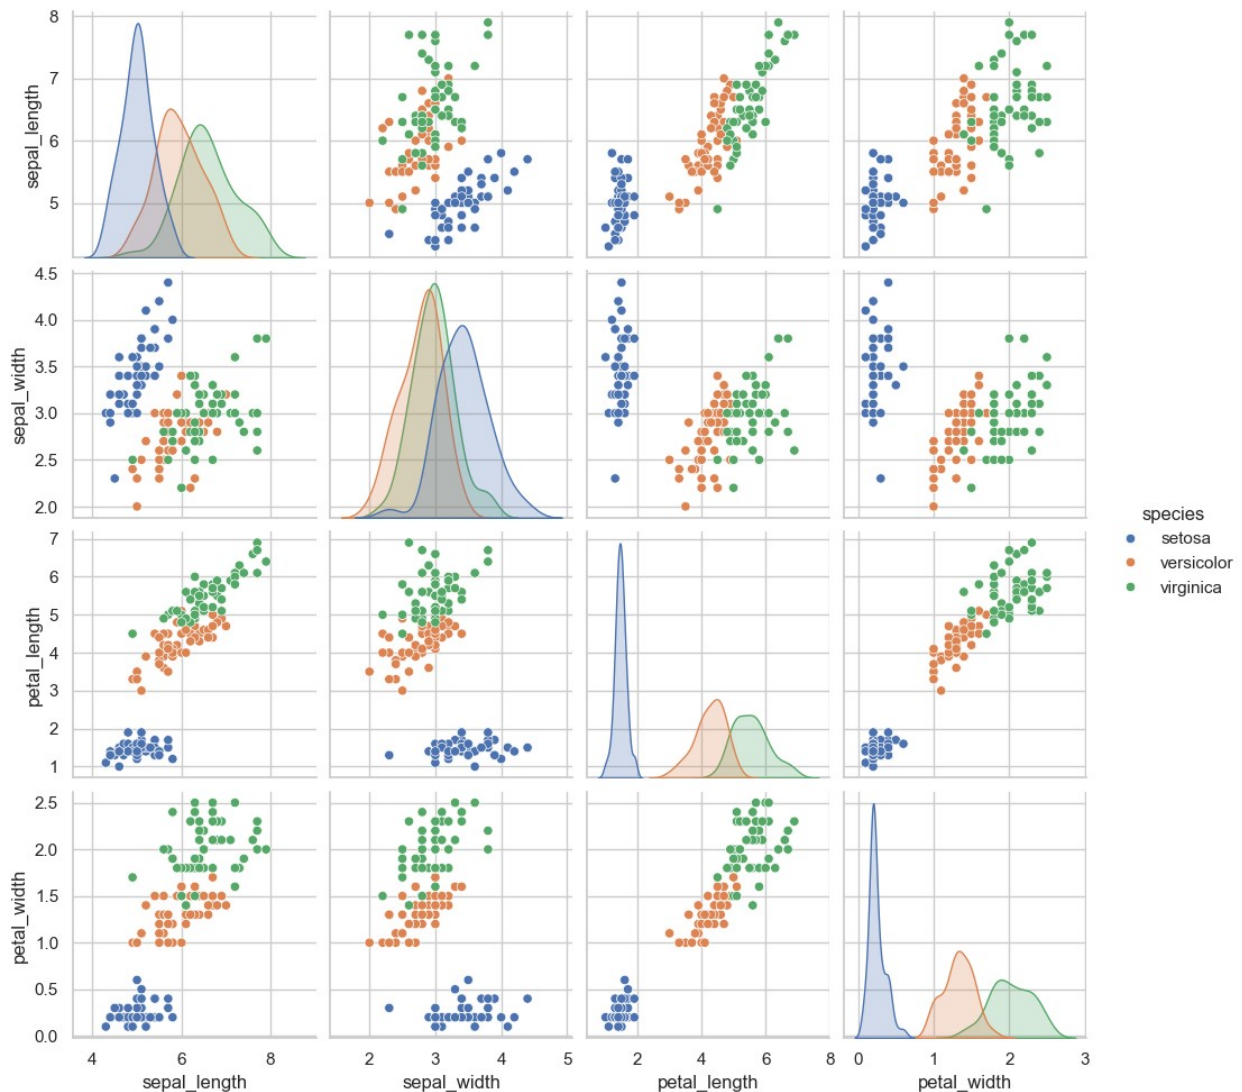 8
7
6
5
sepal_length
4.5
4.0
3.5
3.0
2.5
2.0
sepal_width
7
6
5
4
3
2
1
petal_length
2.5
2.0
1.5
1.0
0.5
0.0
petal_width
4 6 8
sepal_length
2 3 4 5
sepal_width
2 4 6 8
petal_length
0 1 2 3
petal_width
species
setosa
versicolor
virginica